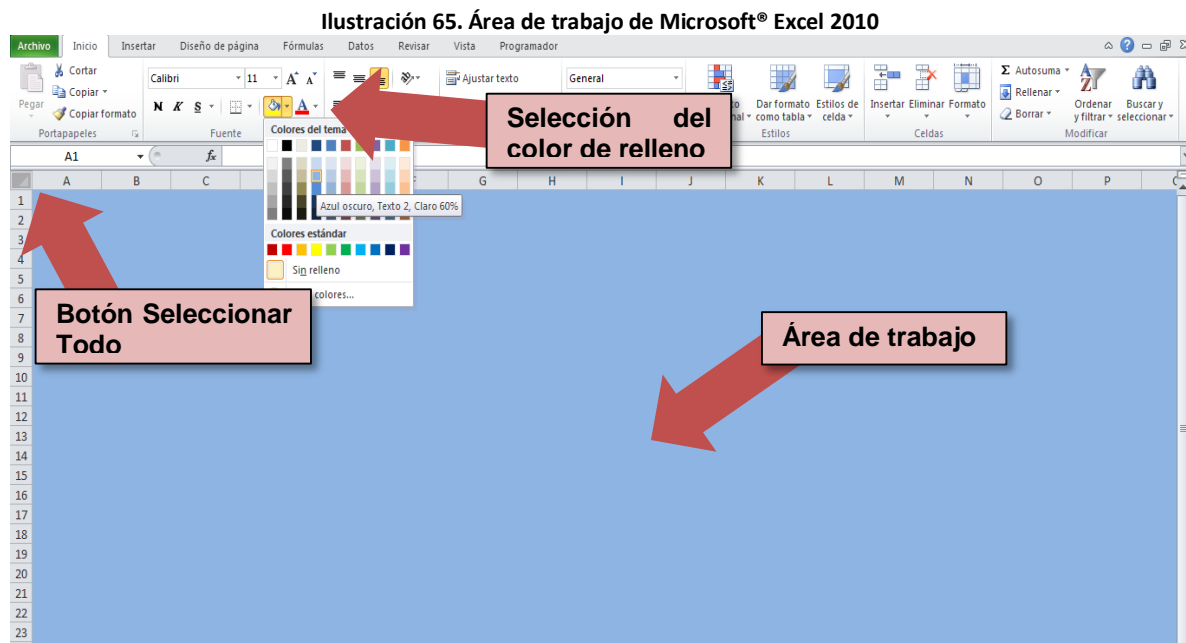 Ilustración 65. Área de trabajo de Microsoft® Excel 2010
Archivo Inicio Insertar Diseño de página Fórmulas Datos Revisar Vista Programador
Pegar
Cortar
Copiar
Copiar formato
Portapapeles
Calibri 11
N K S
Fuente
Ajustar texto
General
Dar formato como tabla
Estilos de celda
Estilos
Insertar Eliminar Formato
Celdas
Σ Autosuma
Rellenar
Borrar
Ordenar y filtrar
Buscar y seleccionar
Modificar
Selección del
color de relleno
A1 fx
Colores del tema
Azul oscuro, Texto 2, Claro 60%
Colores estándar
Sin relleno
colores...
A B C G H I J K L M N O P
1
2
3
4
5
6
7
8
9
10
11
12
13
14
15
16
17
18
19
20
21
22
23
Botón Seleccionar
Todo
Área de trabajo